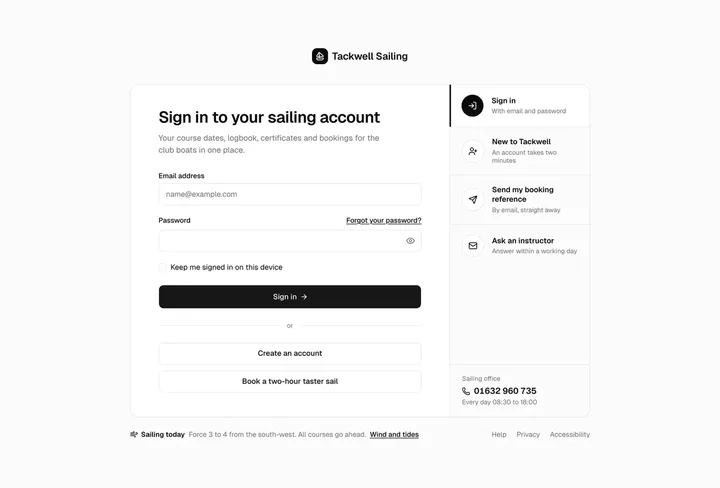 Tackwell Sailing
Sign in to your sailing account
Your course dates, logbook, certificates and bookings for the
club boats in one place.
Email address
name@example.com
Password
Forgot your password?
Keep me signed in on this device
Sign in
or
Create an account
Book a two-hour taster sail
Sign in
With email and password
New to Tackwell
An account takes two
minutes
Send my booking
reference
By email, straight away
Ask an instructor
Answer within a working day
Sailing office
01632 960 735
Every day 08:30 to 18:00
Sailing today Force 3 to 4 from the south-west. All courses go ahead. Wind and tides
Help Privacy Accessibility